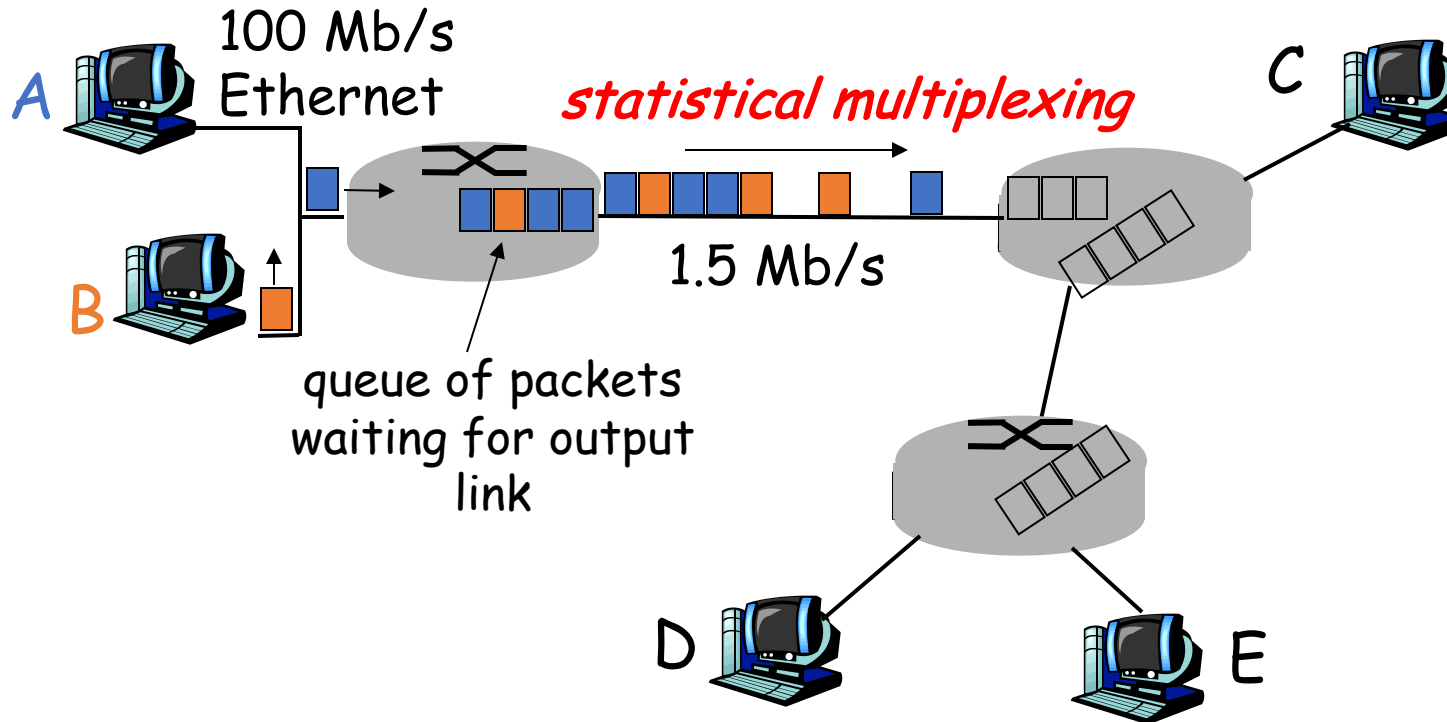 100 Mb/s
Ethernet
A
statistical multiplexing
C
B
1.5 Mb/s
queue of packets
waiting for output
link
D
E